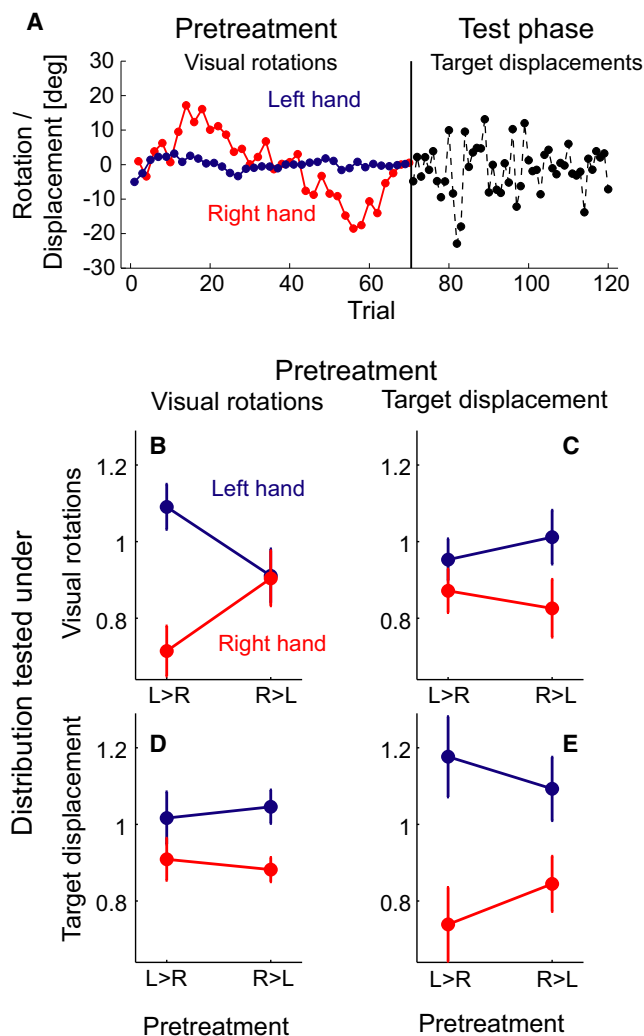 A
Pretreatment
Test phase
Visual rotations
Target displacements
Rotation /
Displacement [deg]
30
20
10
0
-10
-20
-30
Left hand
Right hand
0
20
40
60
80
100
120
Trial
Pretreatment
Visual rotations
Target displacement
Distribution tested under
Visual rotations
B
1.2
1
0.8
Left hand
Right hand
L>R
R>L
C
1.2
1
0.8
L>R
R>L
Target displacement
D
1.2
1
0.8
L>R
R>L
Pretreatment
E
1.2
1
0.8
L>R
R>L
Pretreatment